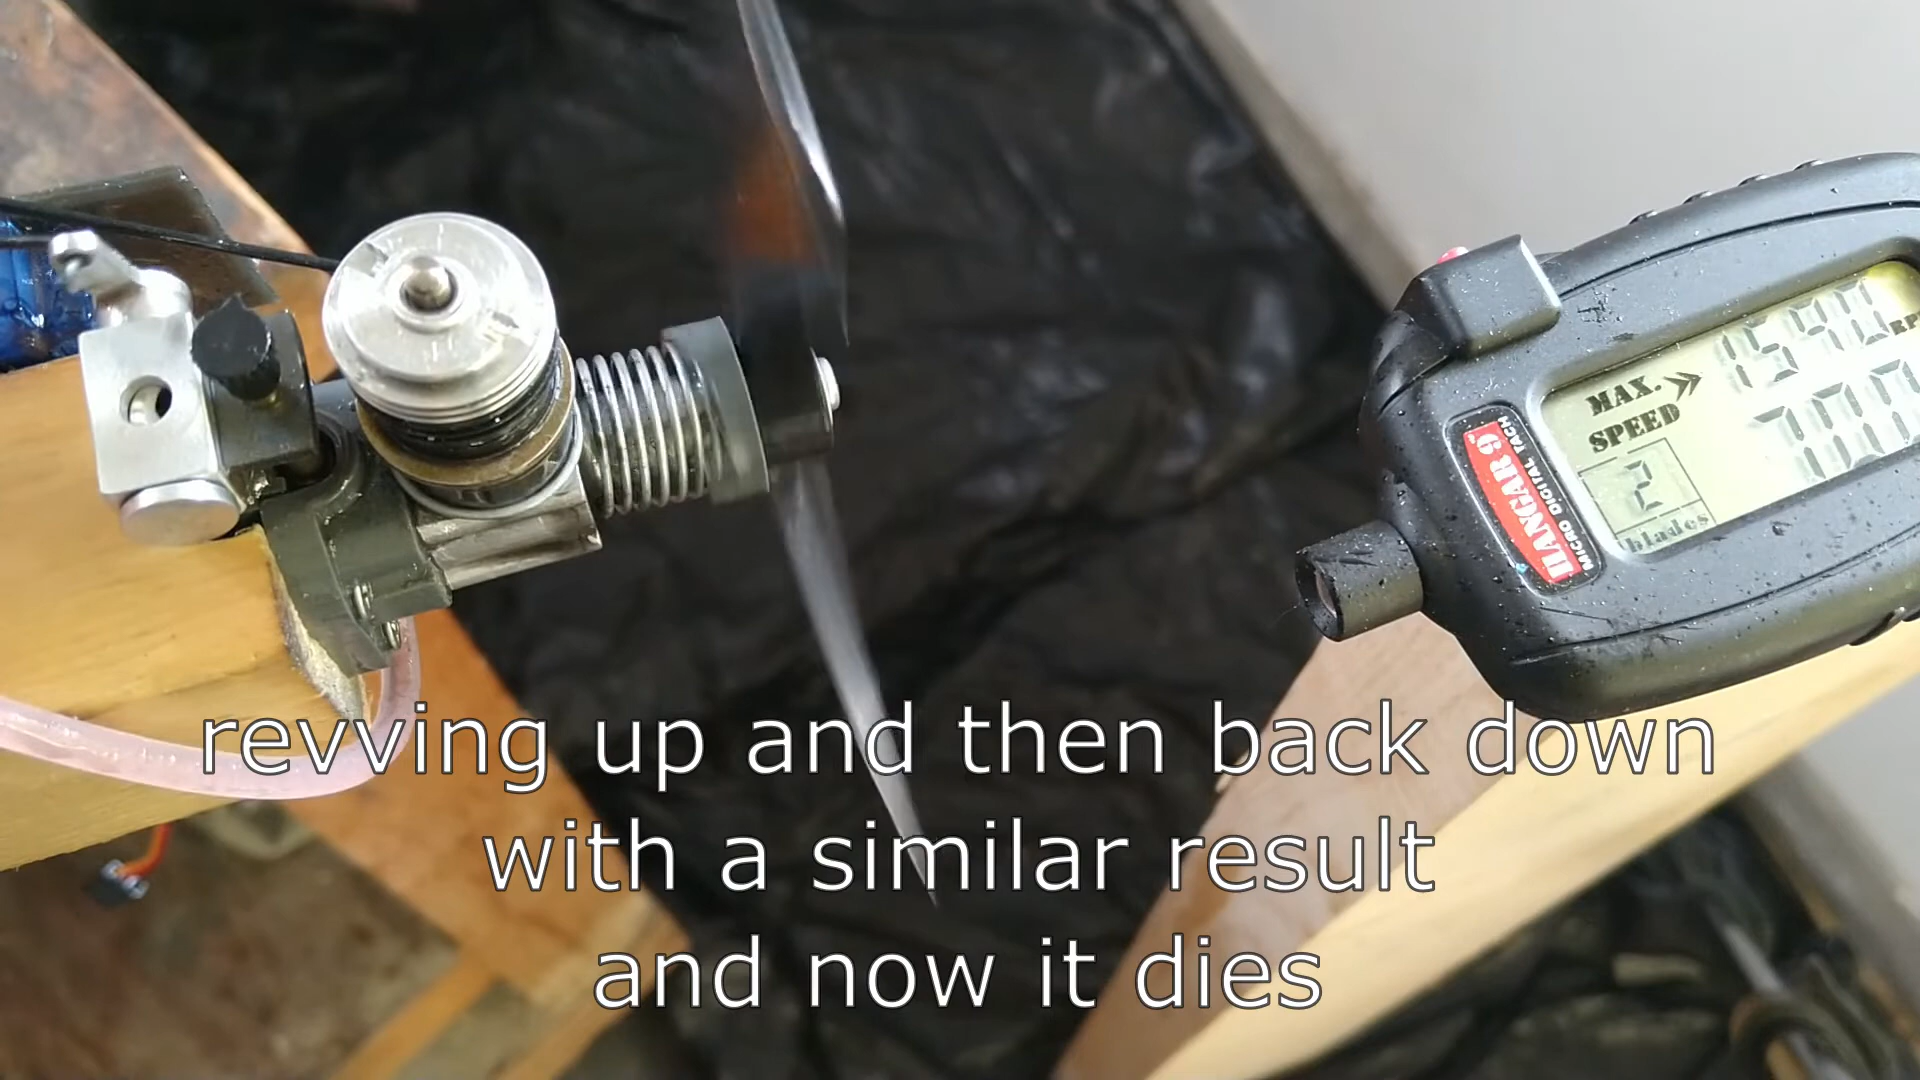 MAX.
SPEED
2
blades
HANGAR 9
MICRO DIGITAL TACH
revving up and then back down
with a similar result
and now it dies